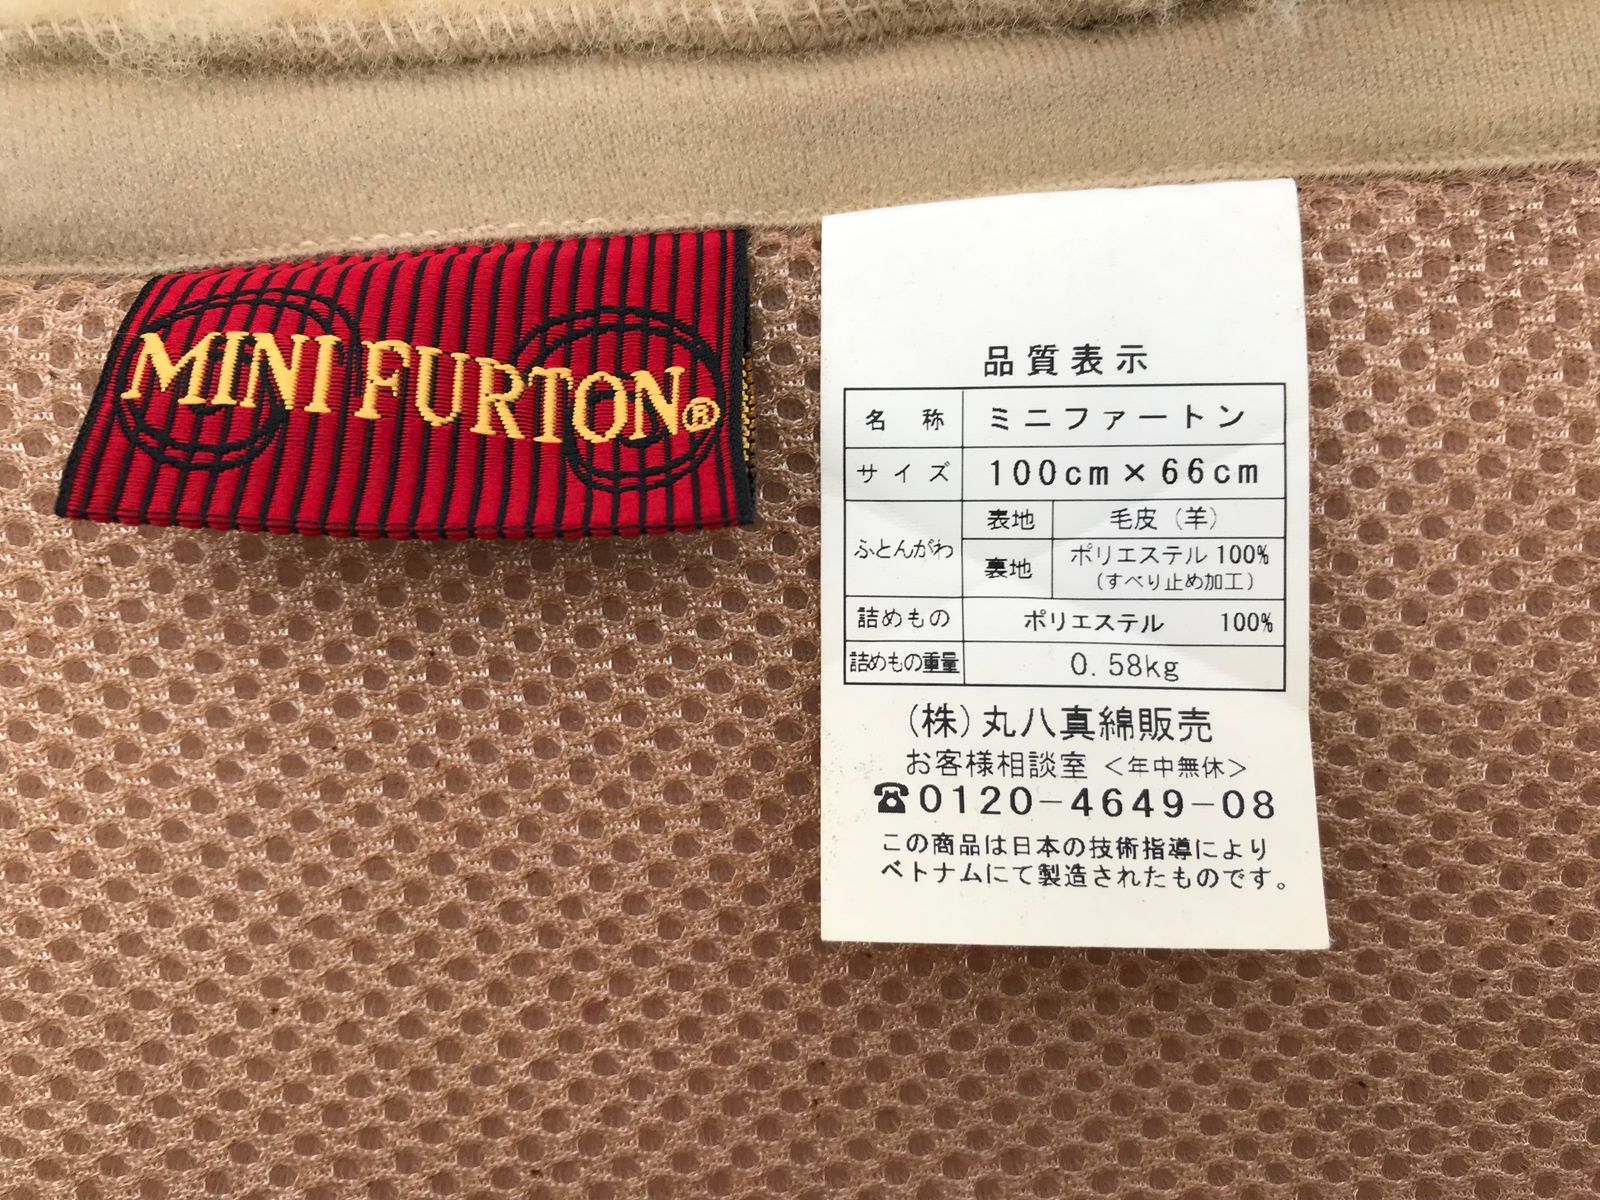 MINI FURTON®
品質表示
名称 ミニファートン
サイズ 100cm×66cm
ふとんがわ 表地 毛皮(羊)
裏地 ポリエステル100%
(すべり止め加工)
詰めもの ポリエステル 100%
詰めもの重量 0.58kg
(株)丸八真綿販売
お客様相談室 <年中無休>
☎0120-4649-08
この商品は日本の技術指導により
ベトナムにて製造されたものです。